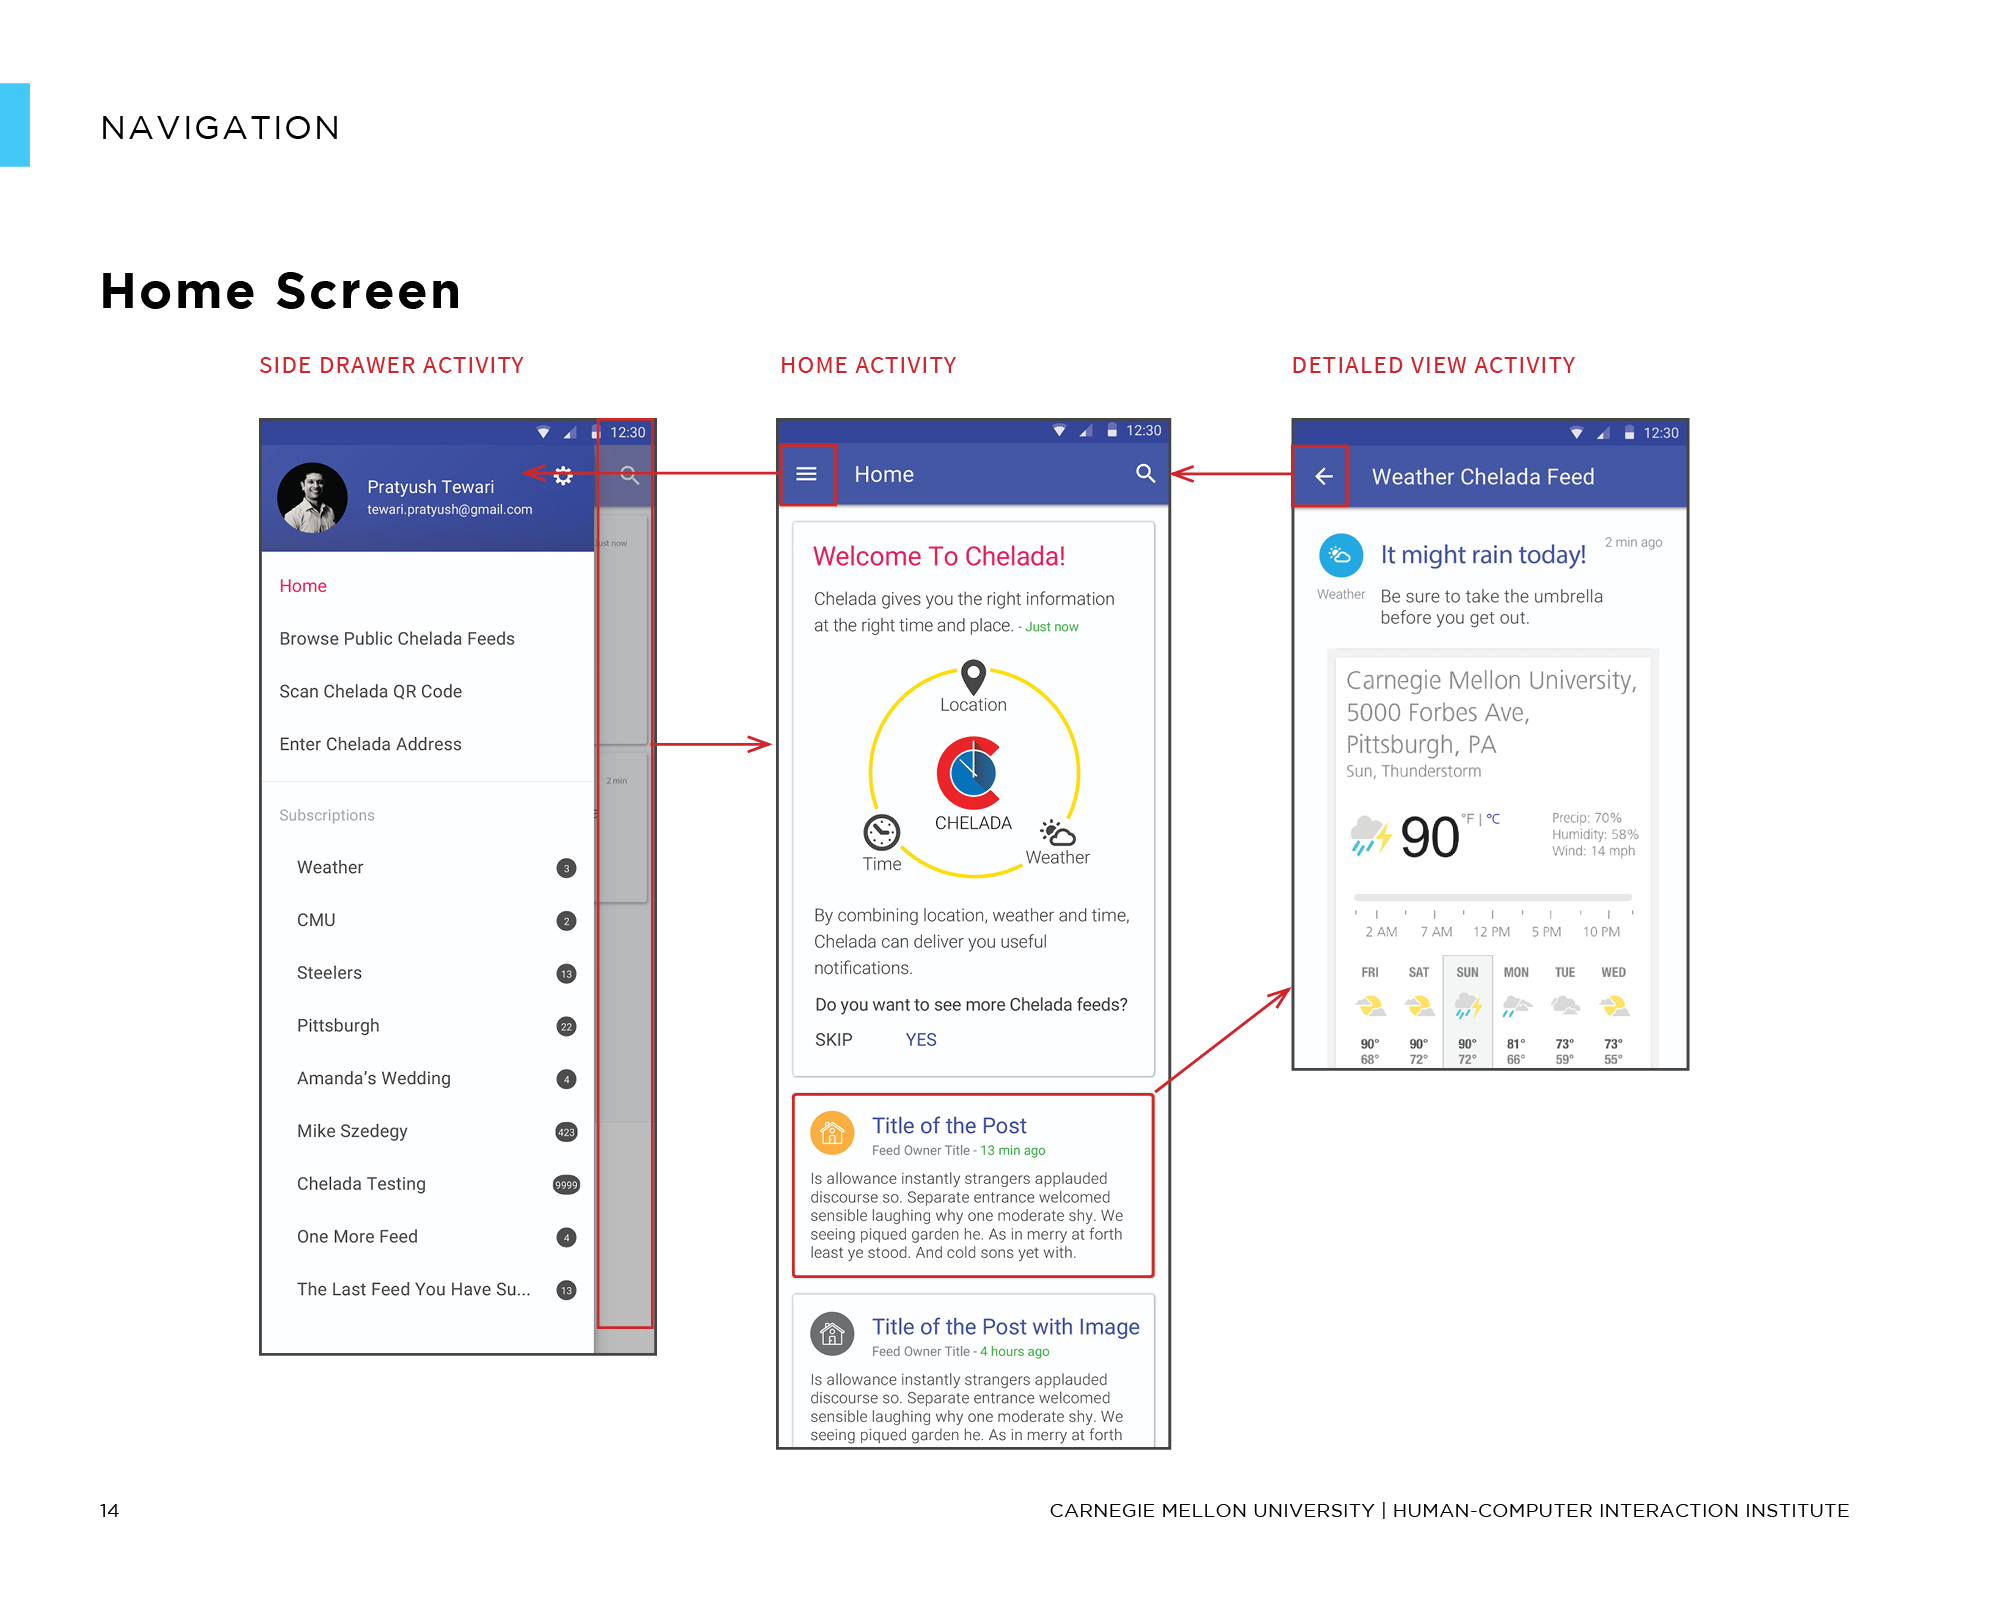 NAVIGATION
Home Screen
SIDE DRAWER ACTIVITY
12:30
Pratyush Tewari
tewari.pratyush@gmail.com
Just now
Home
Browse Public Chelada Feeds
Scan Chelada QR Code
Enter Chelada Address
2 min
Subscriptions
Weather 3
CMU 2
Steelers 13
Pittsburgh 22
Amanda's Wedding 4
Mike Szedegy 423
Chelada Testing 9999
One More Feed 4
The Last Feed You Have Su... 13
HOME ACTIVITY
12:30
Home
Welcome To Chelada!
Chelada gives you the right information
at the right time and place. - Just now
Location
CHELADA
Time
Weather
By combining location, weather and time,
Chelada can deliver you useful
notifications.
Do you want to see more Chelada feeds?
SKIP YES
Title of the Post
Feed Owner Title - 13 min ago
Is allowance instantly strangers applauded
discourse so. Separate entrance welcomed
sensible laughing why one moderate shy. We
seeing piqued garden he. As in merry at forth
least ye stood. And cold sons yet with.
Title of the Post with Image
Feed Owner Title - 4 hours ago
Is allowance instantly strangers applauded
discourse so. Separate entrance welcomed
sensible laughing why one moderate shy. We
seeing piqued garden he. As in merry at forth
DETIALED VIEW ACTIVITY
12:30
Weather Chelada Feed
It might rain today! 2 min ago
Weather
Be sure to take the umbrella
before you get out.
Carnegie Mellon University,
5000 Forbes Ave,
Pittsburgh, PA
Sun, Thunderstorm
90 °F | °C
Precip: 70%
Humidity: 58%
Wind: 14 mph
2 AM 7 AM 12 PM 5 PM 10 PM
FRI SAT SUN MON TUE WED
90° 90° 90° 81° 73° 73°
68° 72° 72° 66° 59° 55°
14
CARNEGIE MELLON UNIVERSITY | HUMAN-COMPUTER INTERACTION INSTITUTE